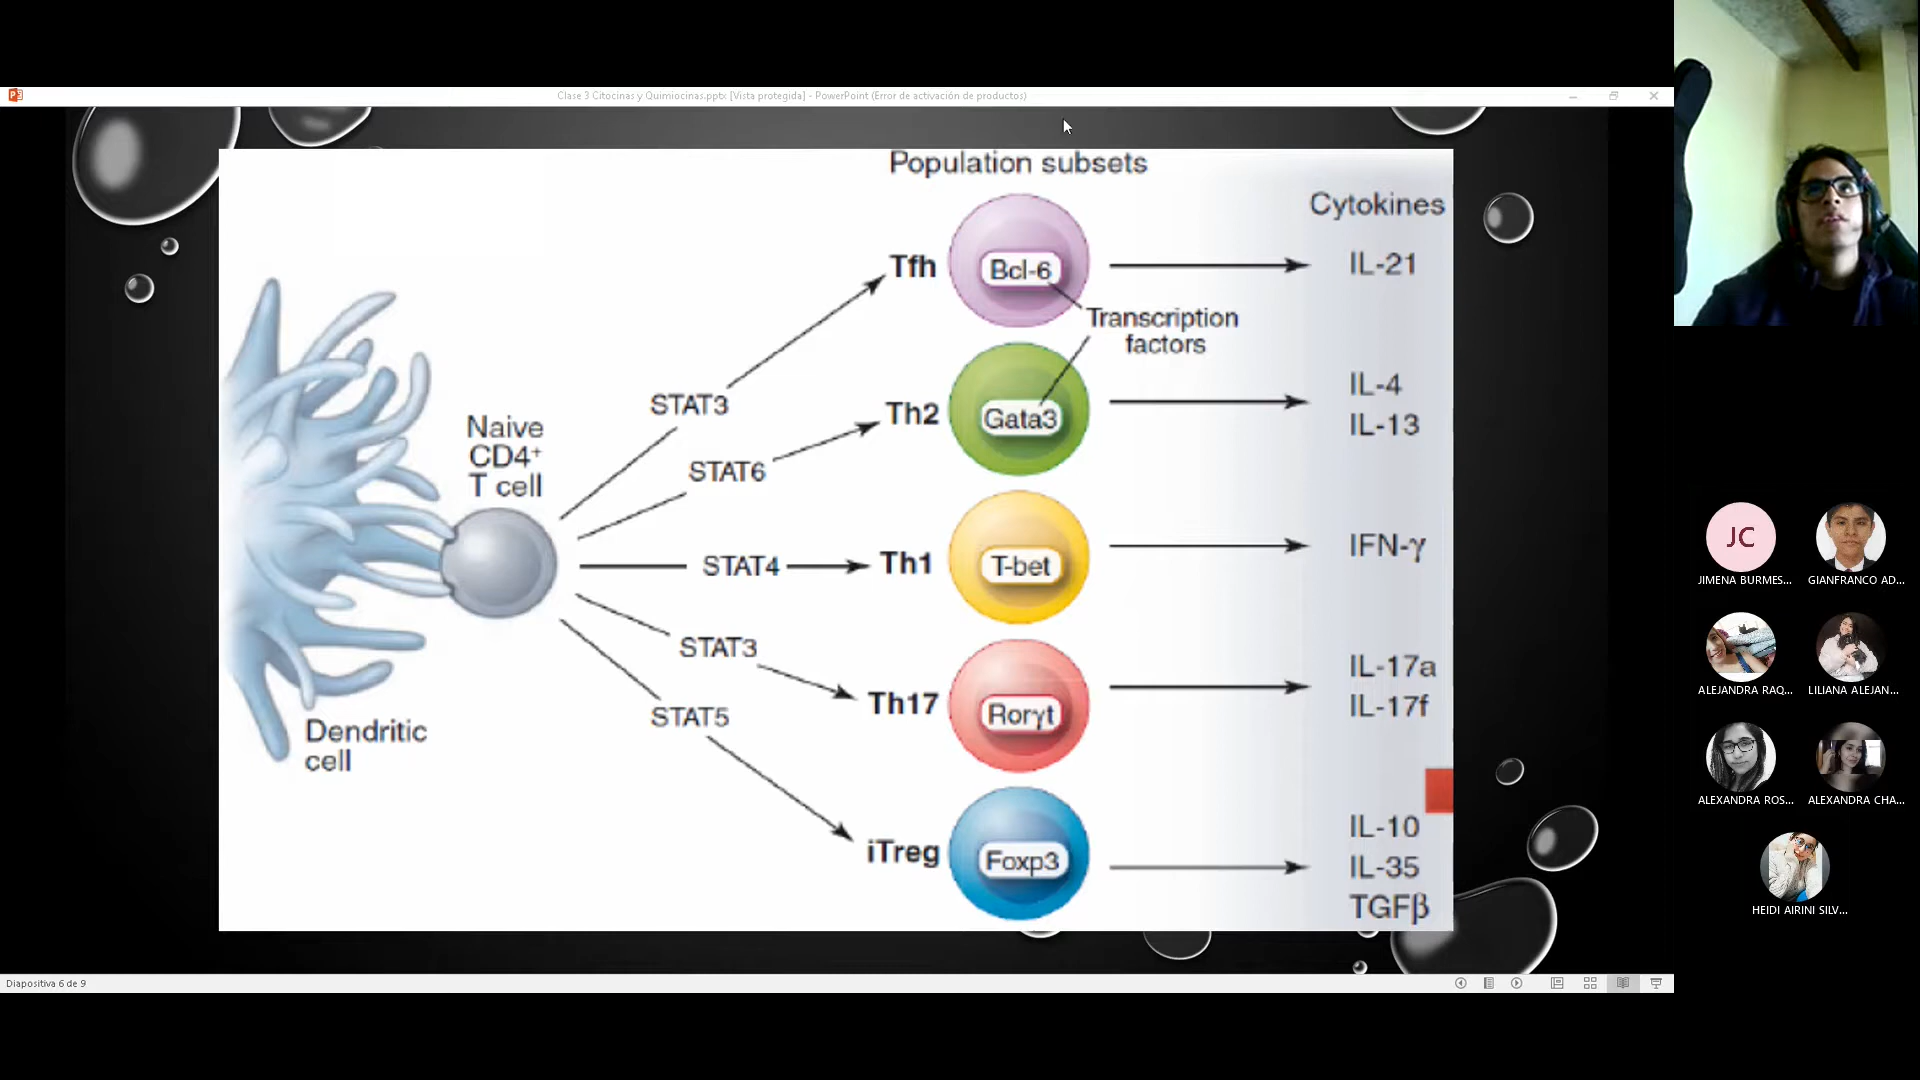 Clase 3 Citocinas y Quimiocinas.pptx [Vista protegida] - PowerPoint (Error de activación de productos)
Population subsets
Cytokines
Tfh
Bcl-6
IL-21
Transcription
factors
STAT3
Th2
Gata3
IL-4
IL-13
Naive
CD4⁺
T cell
STAT6
STAT4
Th1
T-bet
IFN-γ
STAT3
Th17
Rorγt
IL-17a
IL-17f
STAT5
Dendritic
cell
iTreg
Foxp3
IL-10
IL-35
TGFβ
Diapositiva 6 de 9
JC
JIMENA BURMES...
GIANFRANCO AD...
ALEJANDRA RAQ...
LILIANA ALEJAN...
ALEXANDRA ROS...
ALEXANDRA CHA...
HEIDI AIRINI SILV...